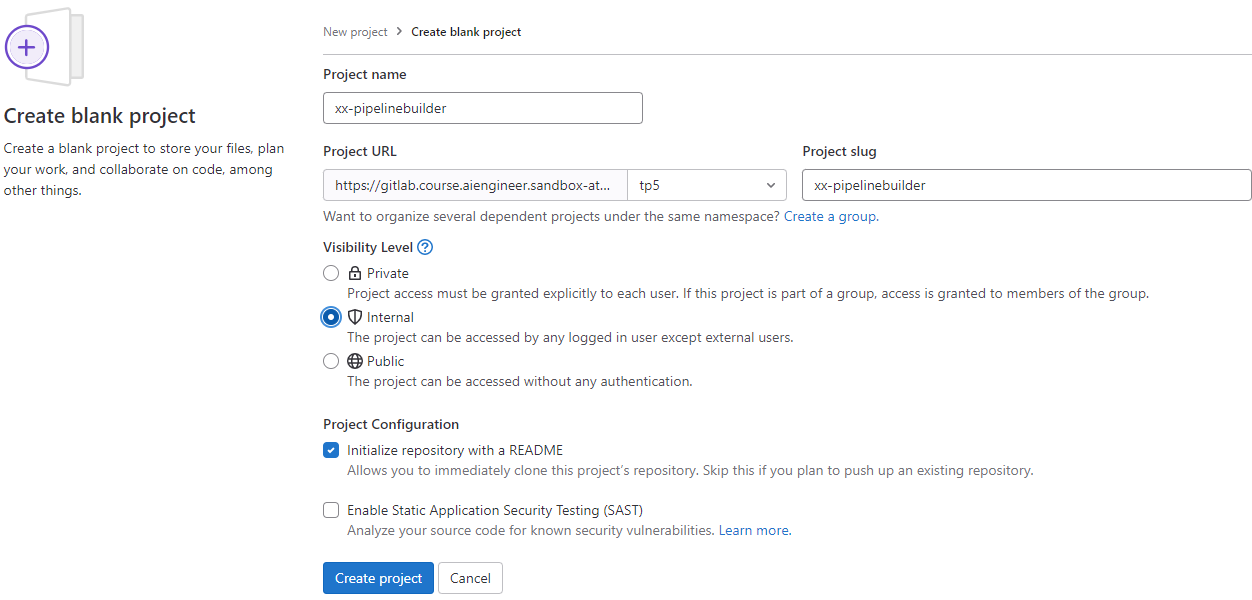 Create blank project
Create a blank project to store your files, plan
your work, and collaborate on code, among
other things.
New project > Create blank project
Project name
xx-pipelinebuilder
Project URL
https://gitlab.course.aiengineer.sandbox-at...
tp5
Project slug
xx-pipelinebuilder
Want to organize several dependent projects under the same namespace? Create a group.
Visibility Level
Private
Project access must be granted explicitly to each user. If this project is part of a group, access is granted to members of the group.
Internal
The project can be accessed by any logged in user except external users.
Public
The project can be accessed without any authentication.
Project Configuration
Initialize repository with a README
Allows you to immediately clone this project's repository. Skip this if you plan to push up an existing repository.
Enable Static Application Security Testing (SAST)
Analyze your source code for known security vulnerabilities. Learn more.
Create project
Cancel